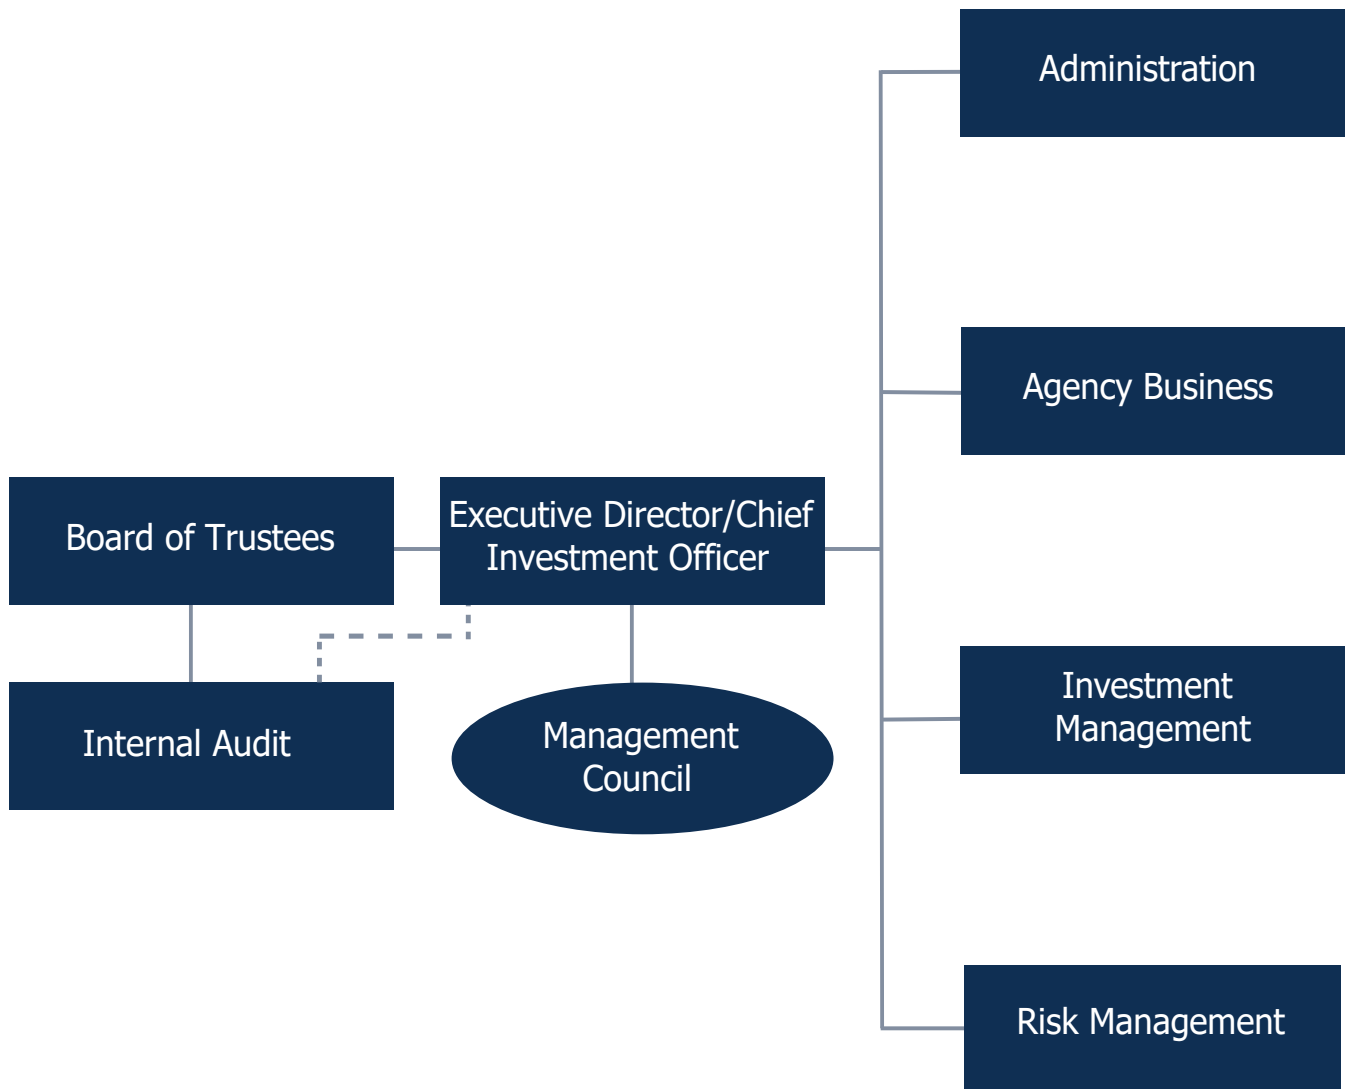 Administration
Agency Business
Board of Trustees
Executive Director/Chief
Investment Officer
Internal Audit
Management
Council
Investment
Management
Risk Management